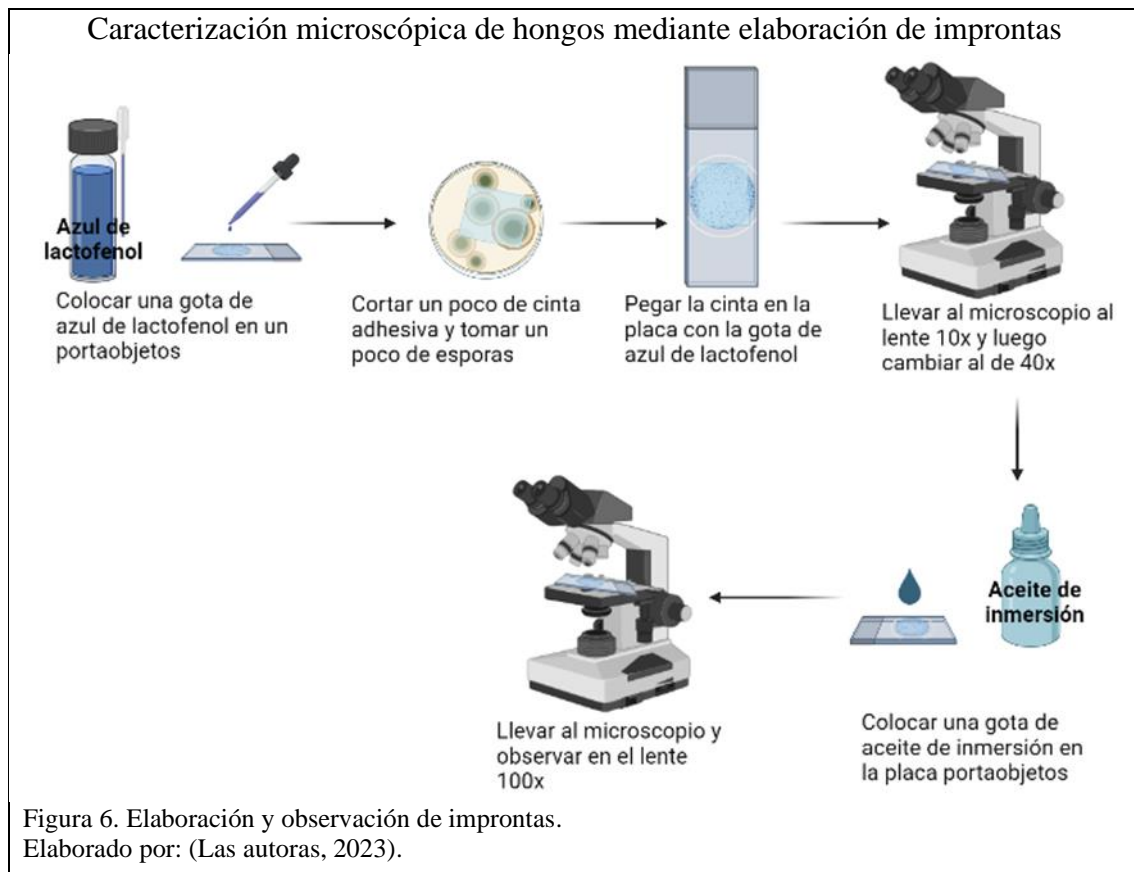 Caracterización microscópica de hongos mediante elaboración de improntas
Azul de
lactofenol
Colocar una gota de
azul de lactofenol en un
portaobjetos
Cortar un poco de cinta
adhesiva y tomar un
poco de esporas
Pegar la cinta en la
placa con la gota de
azul de lactofenol
Llevar al microscopio al
lente 10x y luego
cambiar al de 40x
Aceite de
inmersión
Colocar una gota de
aceite de inmersión en
la placa portaobjetos
Llevar al microscopio y
observar en el lente
100x
Figura 6. Elaboración y observación de improntas.
Elaborado por: (Las autoras, 2023).